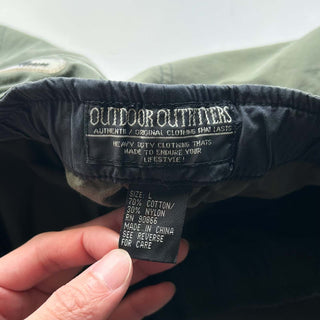 OUTDOOR OUTFITTERS
AUTHENTIC / ORIGINAL CLOTHING THAT LASTS
HEAVY DUTY CLOTHING THATS
MADE TO ENDURE YOUR
LIFESTYLE!
SIZE: L
70% COTTON/
30% NYLON
RN 90866
MADE IN CHINA
SEE REVERSE
FOR CARE